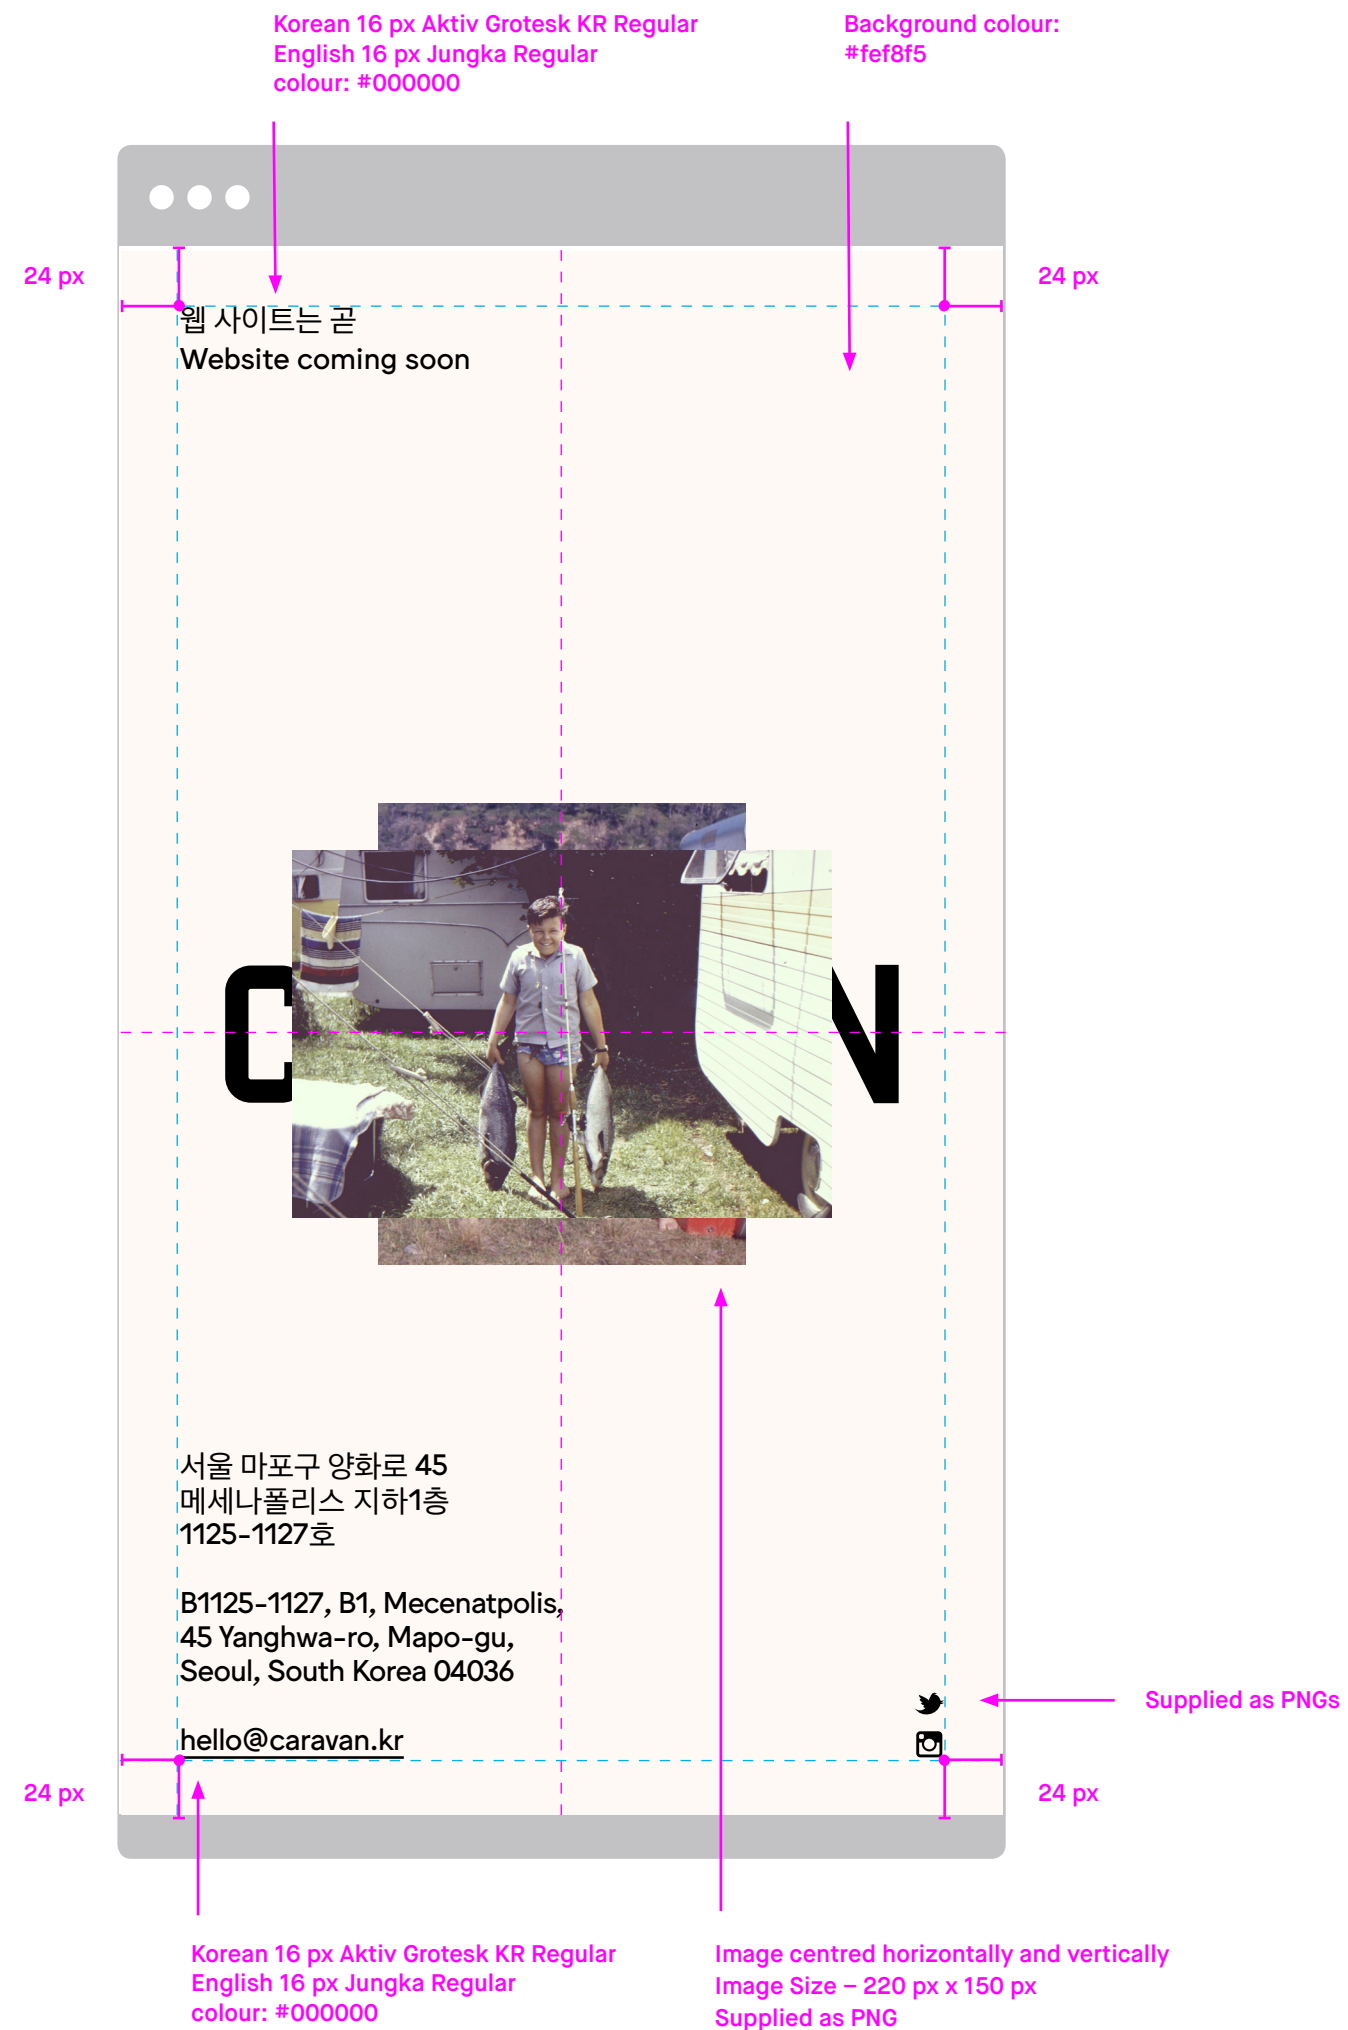 Korean 16 px Aktiv Grotesk KR Regular
English 16 px Jungka Regular
colour: #000000
Background colour:
#fef8f5
24 px
24 px
웹 사이트는 곧
Website coming soon
C
N
서울 마포구 양화로 45
메세나폴리스 지하1층
1125-1127호
B1125-1127, B1, Mecenatpolis,
45 Yanghwa-ro, Mapo-gu,
Seoul, South Korea 04036
Supplied as PNGs
hello@caravan.kr
24 px
24 px
Korean 16 px Aktiv Grotesk KR Regular
English 16 px Jungka Regular
colour: #000000
Image centred horizontally and vertically
Image Size – 220 px x 150 px
Supplied as PNG